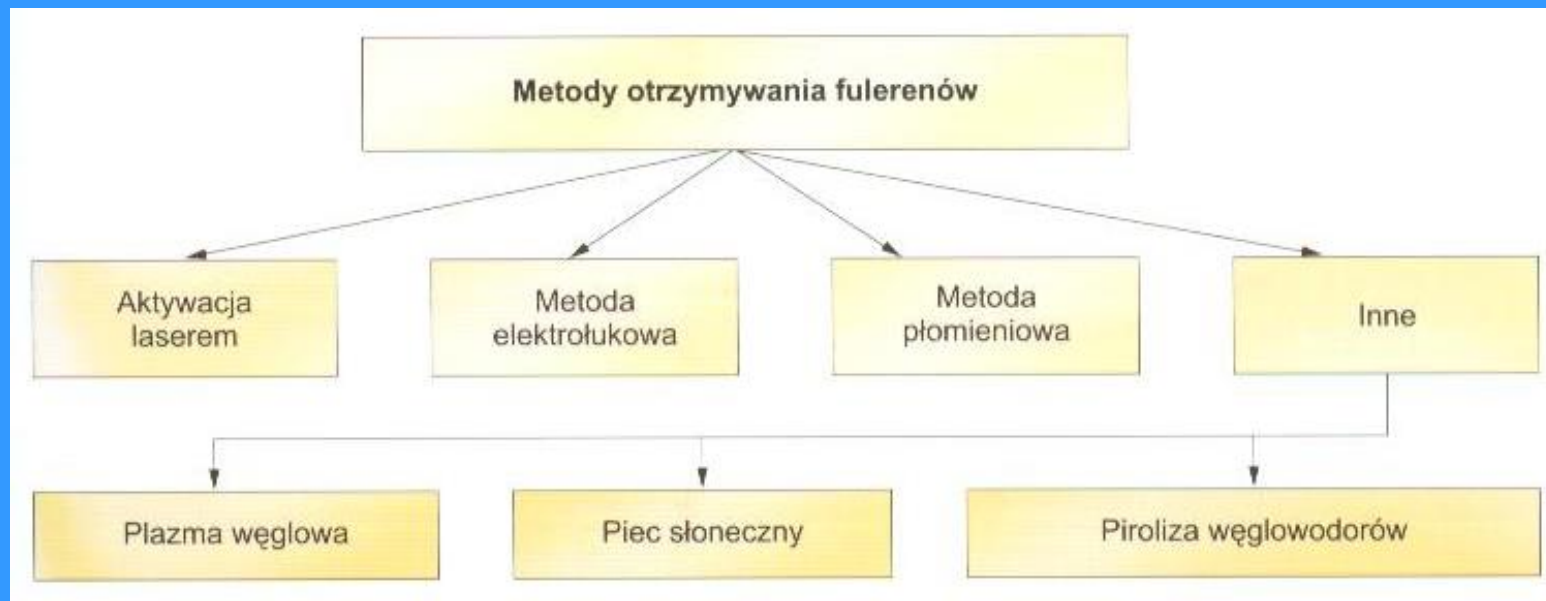 Metody otrzymywania fulerenów
Aktywacja
laserem
Metoda
elektrołukowa
Metoda
płomieniowa
Inne
Plazma węglowa
Piec słoneczny
Piroliza węglowodorów